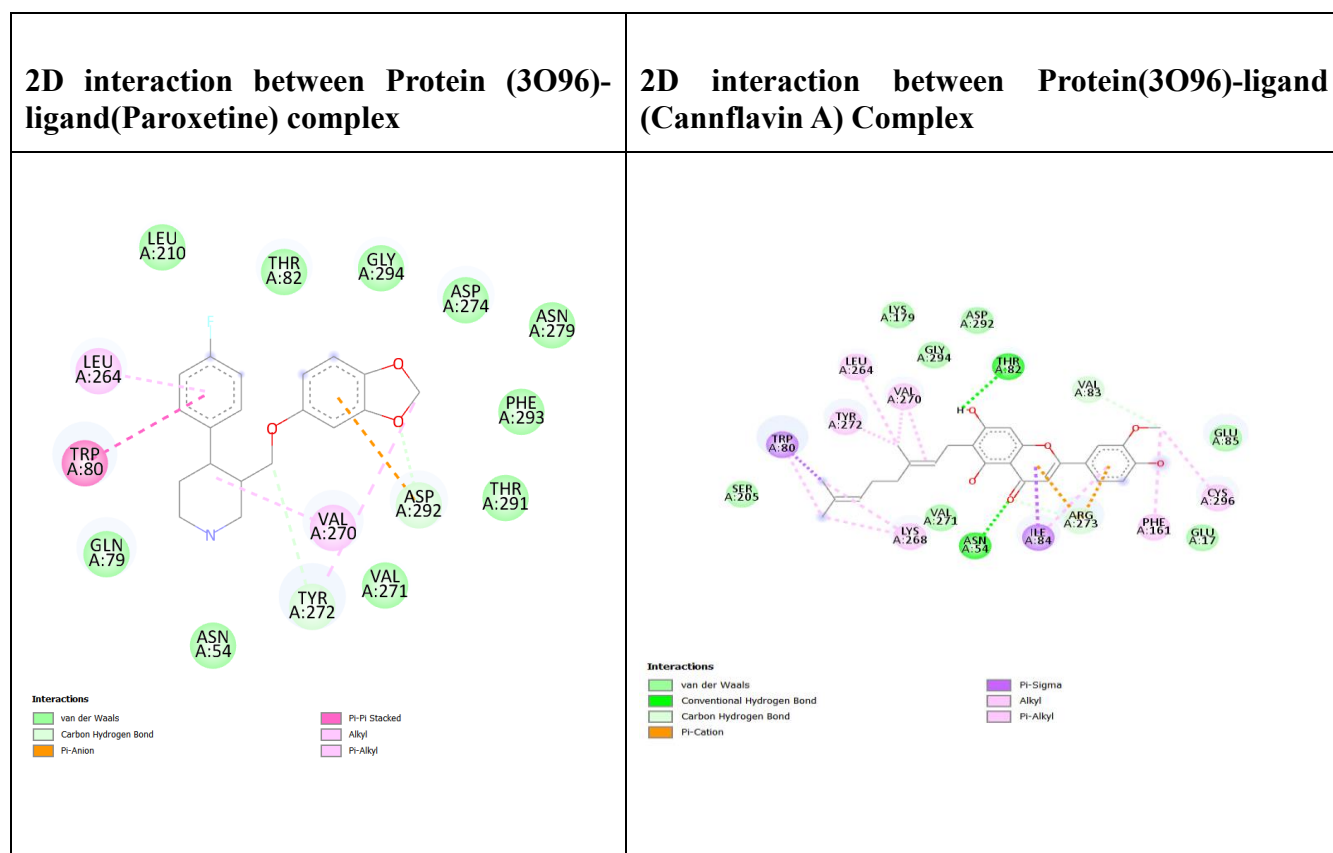 2D interaction between Protein (3O96)-
ligand(Paroxetine) complex
2D interaction between Protein(3O96)-ligand
(Cannflavin A) Complex
LEU
A:210
THR
A:82
GLY
A:294
ASP
A:274
ASN
A:279
F
LEU
A:264
O
O
PHE
A:293
TRP
A:80
O
ASP
A:292
THR
A:291
VAL
A:270
GLN
A:79
N
TYR
A:272
VAL
A:271
ASN
A:54
Interactions
van der Waals
Carbon Hydrogen Bond
Pi-Anion
Pi-Pi Stacked
Alkyl
Pi-Alkyl
LYS
A:179
ASP
A:292
GLY
A:294
LEU
A:264
THR
A:82
VAL
A:270
VAL
A:83
TYR
A:272
H
O
O
GLU
A:85
TRP
A:80
O
O
SER
A:205
O
O
CYS
A:296
VAL
A:271
LYS
A:268
ASN
A:54
ILE
A:84
ARG
A:273
PHE
A:161
GLU
A:17
Interactions
van der Waals
Conventional Hydrogen Bond
Carbon Hydrogen Bond
Pi-Cation
Pi-Sigma
Alkyl
Pi-Alkyl